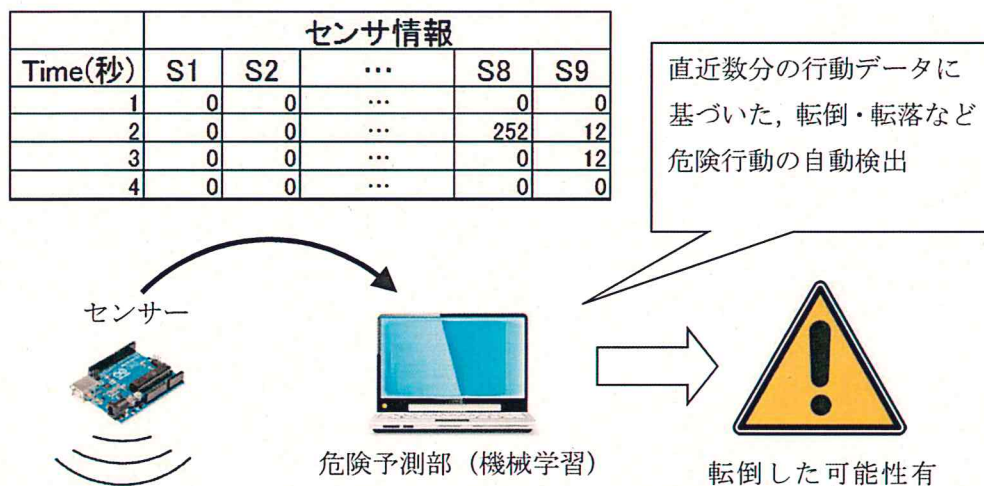 センサ情報
Time(秒) S1 S2 … S8 S9
1 0 0 … 0 0
2 0 0 … 252 12
3 0 0 … 0 12
4 0 0 … 0 0
直近数分の行動データに
基づいた，転倒・転落など
危険行動の自動検出
センサー
危険予測部（機械学習）
転倒した可能性有